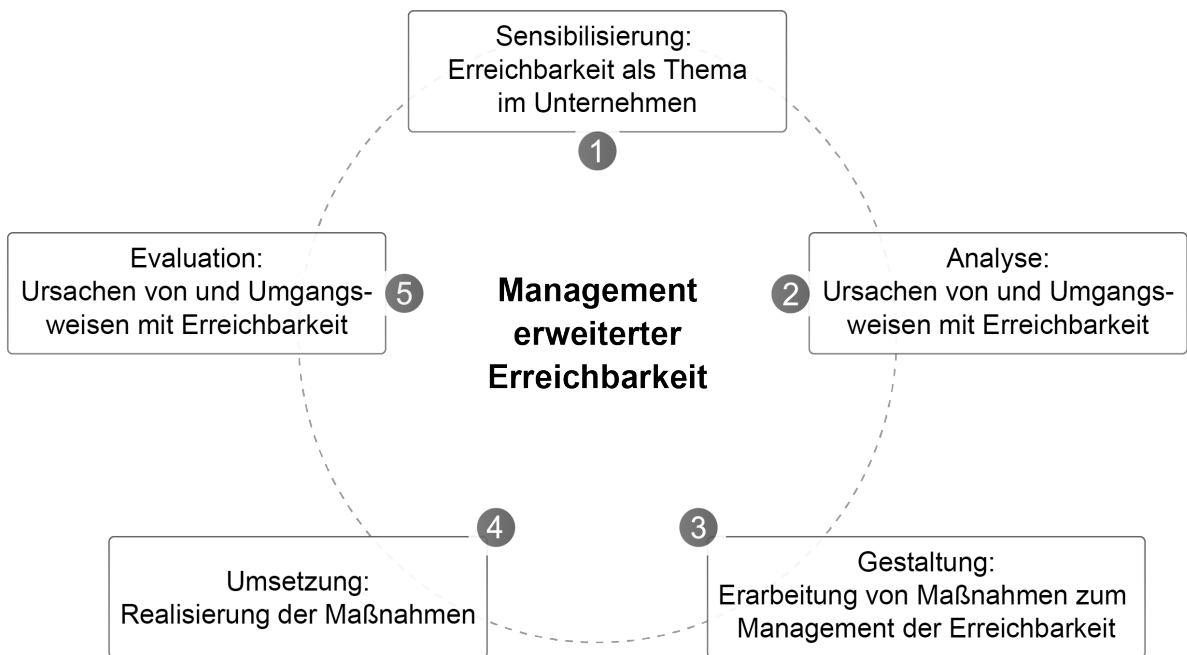 Sensibilisierung:
Erreichbarkeit als Thema
im Unternehmen
1
Evaluation:
Ursachen von und Umgangs-
weisen mit Erreichbarkeit
5
Management
erweiterter
Erreichbarkeit
2
Analyse:
Ursachen von und Umgangs-
weisen mit Erreichbarkeit
4
Umsetzung:
Realisierung der Maßnahmen
3
Gestaltung:
Erarbeitung von Maßnahmen zum
Management der Erreichbarkeit